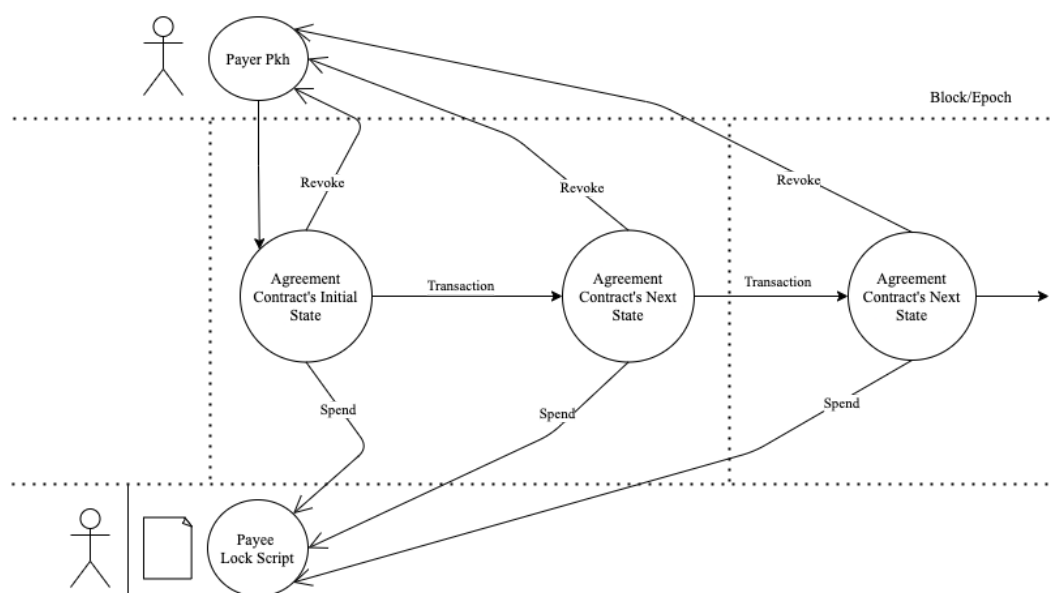 Payer Pkh
Block/Epoch
Revoke
Revoke
Revoke
Agreement
Contract's Initial
State
Transaction
Agreement
Contract's Next
State
Transaction
Agreement
Contract's Next
State
Spend
Spend
Spend
Payee
Lock Script